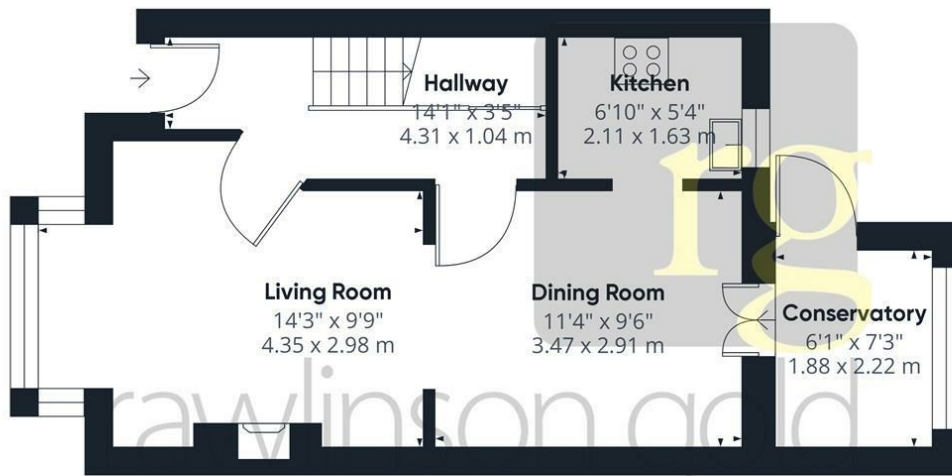 Hallway
14'1" x 3'5"
4.31 x 1.04 m
Kitchen
6'10" x 5'4"
2.11 x 1.63 m
Living Room
14'3" x 9'9"
4.35 x 2.98 m
Dining Room
11'4" x 9'6"
3.47 x 2.91 m
Conservatory
6'1" x 7'3"
1.88 x 2.22 m
rg
rawlinson gold